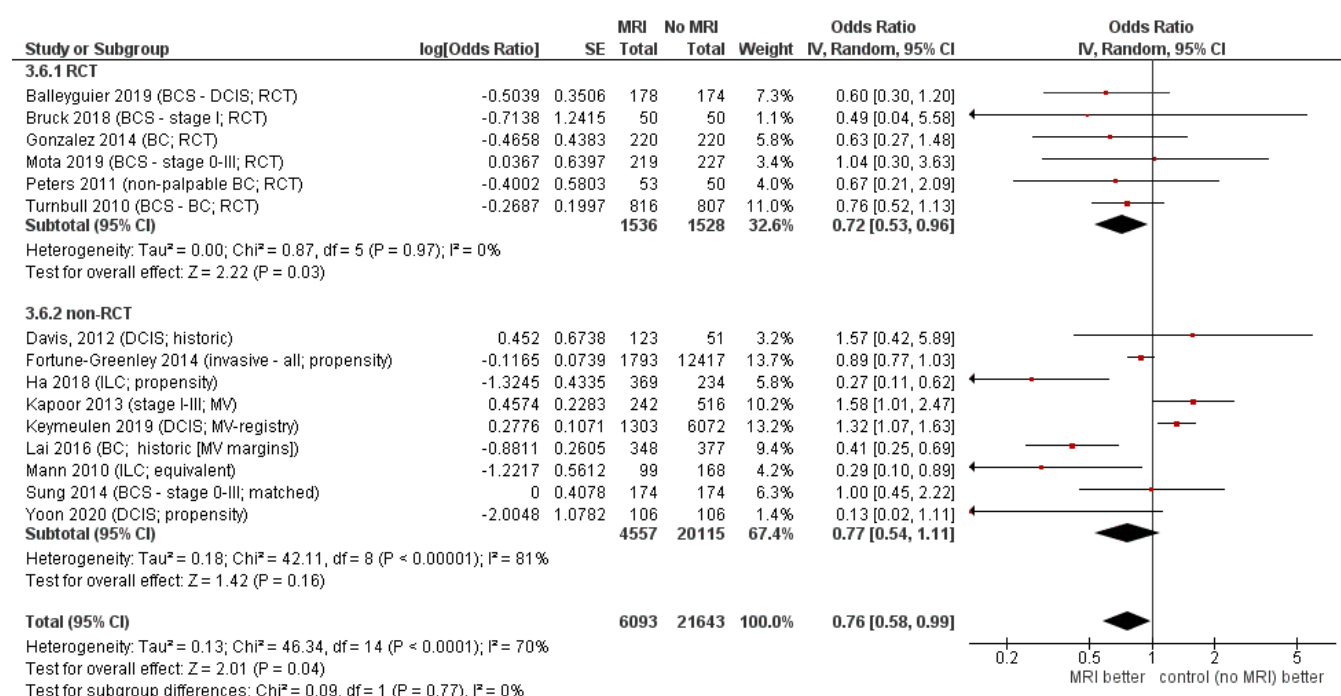 MRI No MRI Odds Ratio Odds Ratio
Study or Subgroup log[Odds Ratio] SE Total Total Weight IV, Random, 95% CI IV, Random, 95% CI
3.6.1 RCT
Balleyguier 2019 (BCS - DCIS; RCT) -0.5039 0.3506 178 174 7.3% 0.60 [0.30, 1.20]
Bruck 2018 (BCS - stage I; RCT) -0.7138 1.2415 50 50 1.1% 0.49 [0.04, 5.58]
Gonzalez 2014 (BC; RCT) -0.4658 0.4383 220 220 5.8% 0.63 [0.27, 1.48]
Mota 2019 (BCS - stage 0-III; RCT) 0.0367 0.6397 219 227 3.4% 1.04 [0.30, 3.63]
Peters 2011 (non-palpable BC; RCT) -0.4002 0.5803 53 50 4.0% 0.67 [0.21, 2.09]
Turnbull 2010 (BCS - BC; RCT) -0.2687 0.1997 816 807 11.0% 0.76 [0.52, 1.13]
Subtotal (95% CI) 1536 1528 32.6% 0.72 [0.53, 0.96]
Heterogeneity: Tau² = 0.00; Chi² = 0.87, df = 5 (P = 0.97); I² = 0%
Test for overall effect: Z = 2.22 (P = 0.03)
3.6.2 non-RCT
Davis, 2012 (DCIS; historic) 0.452 0.6738 123 51 3.2% 1.57 [0.42, 5.89]
Fortune-Greenley 2014 (invasive - all; propensity) -0.1165 0.0739 1793 12417 13.7% 0.89 [0.77, 1.03]
Ha 2018 (ILC; propensity) -1.3245 0.4335 369 234 5.8% 0.27 [0.11, 0.62]
Kapoor 2013 (stage I-III; MV) 0.4574 0.2283 242 516 10.2% 1.58 [1.01, 2.47]
Keymeulen 2019 (DCIS; MV-registry) 0.2776 0.1071 1303 6072 13.2% 1.32 [1.07, 1.63]
Lai 2016 (BC; historic [MV margins]) -0.8811 0.2605 348 377 9.4% 0.41 [0.25, 0.69]
Mann 2010 (ILC; equivalent) -1.2217 0.5612 99 168 4.2% 0.29 [0.10, 0.89]
Sung 2014 (BCS - stage 0-III; matched) 0 0.4078 174 174 6.3% 1.00 [0.45, 2.22]
Yoon 2020 (DCIS; propensity) -2.0048 1.0782 106 106 1.4% 0.13 [0.02, 1.11]
Subtotal (95% CI) 4557 20115 67.4% 0.77 [0.54, 1.11]
Heterogeneity: Tau² = 0.18; Chi² = 42.11, df = 8 (P < 0.00001); I² = 81%
Test for overall effect: Z = 1.42 (P = 0.16)
Total (95% CI) 6093 21643 100.0% 0.76 [0.58, 0.99]
Heterogeneity: Tau² = 0.13; Chi² = 46.34, df = 14 (P < 0.0001); I² = 70%
Test for overall effect: Z = 2.01 (P = 0.04)
Test for subgroup differences: Chi² = 0.09, df = 1 (P = 0.77), I² = 0%
0.2 0.5 1 2 5
MRI better control (no MRI) better